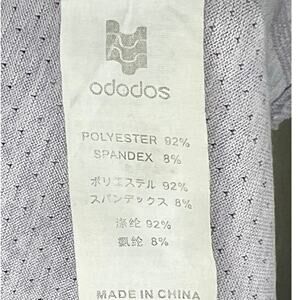 ododos
POLYESTER 92%
SPANDEX 8%
ポリエステル 92%
スパンデックス 8%
涤纶 92%
氨纶 8%
MADE IN CHINA